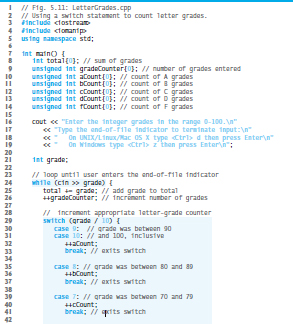 1 // Fig. 5.11: LetterGrades.cpp
2 // Using a switch statement to count letter grades.
3 #include <iostream>
4 #include <iomanip>
5 using namespace std;
6
7 int main() {
8 int total{0}; // sum of grades
9 unsigned int gradeCounter{0}; // number of grades entered
10 unsigned int aCount{0}; // count of A grades
11 unsigned int bCount{0}; // count of B grades
12 unsigned int cCount{0}; // count of C grades
13 unsigned int dCount{0}; // count of D grades
14 unsigned int fCount{0}; // count of F grades
15
16 cout << "Enter the integer grades in the range 0-100.\n"
17 << "Type the end-of-file indicator to terminate input:\n"
18 << " On UNIX/Linux/Mac OS X type <Ctrl> d then press Enter\n"
19 << " On Windows type <Ctrl> z then press Enter\n";
20
21 int grade;
22
23 // loop until user enters the end-of-file indicator
24 while (cin >> grade) {
25 total += grade; // add grade to total
26 ++gradeCounter; // increment number of grades
27
28 // increment appropriate letter-grade counter
29 switch (grade / 10) {
30 case 9: // grade was between 90
31 case 10: // and 100, inclusive
32 ++aCount;
33 break; // exits switch
34
35 case 8: // grade was between 80 and 89
36 ++bCount;
37 break; // exits switch
38
39 case 7: // grade was between 70 and 79
40 ++cCount;
41 break; // exits switch
42